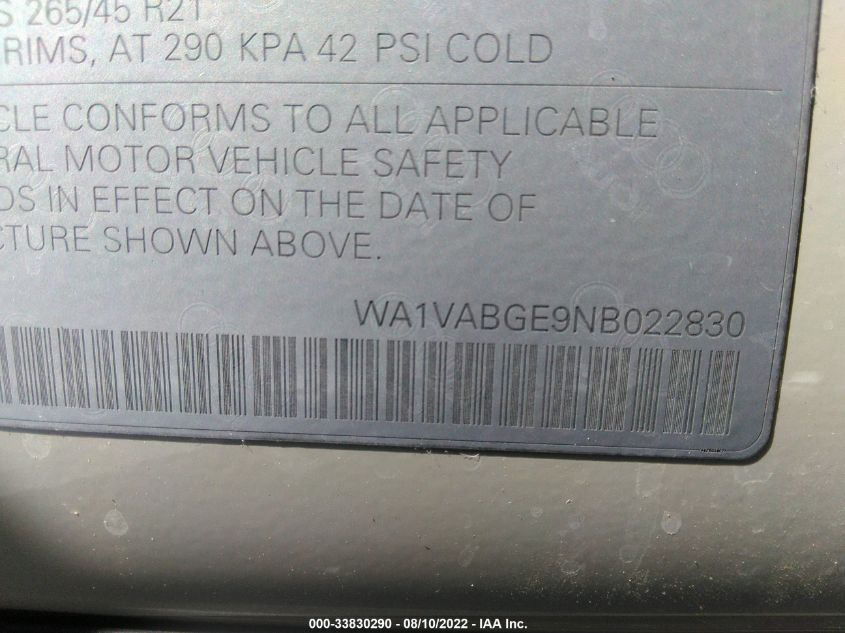 S 265/45 R21
RIMS, AT 290 KPA 42 PSI COLD
CLE CONFORMS TO ALL APPLICABLE
RAL MOTOR VEHICLE SAFETY
DS IN EFFECT ON THE DATE OF
CTURE SHOWN ABOVE.
WA1VABGE9NB022830
000-33830290 - 08/10/2022 - IAA Inc.